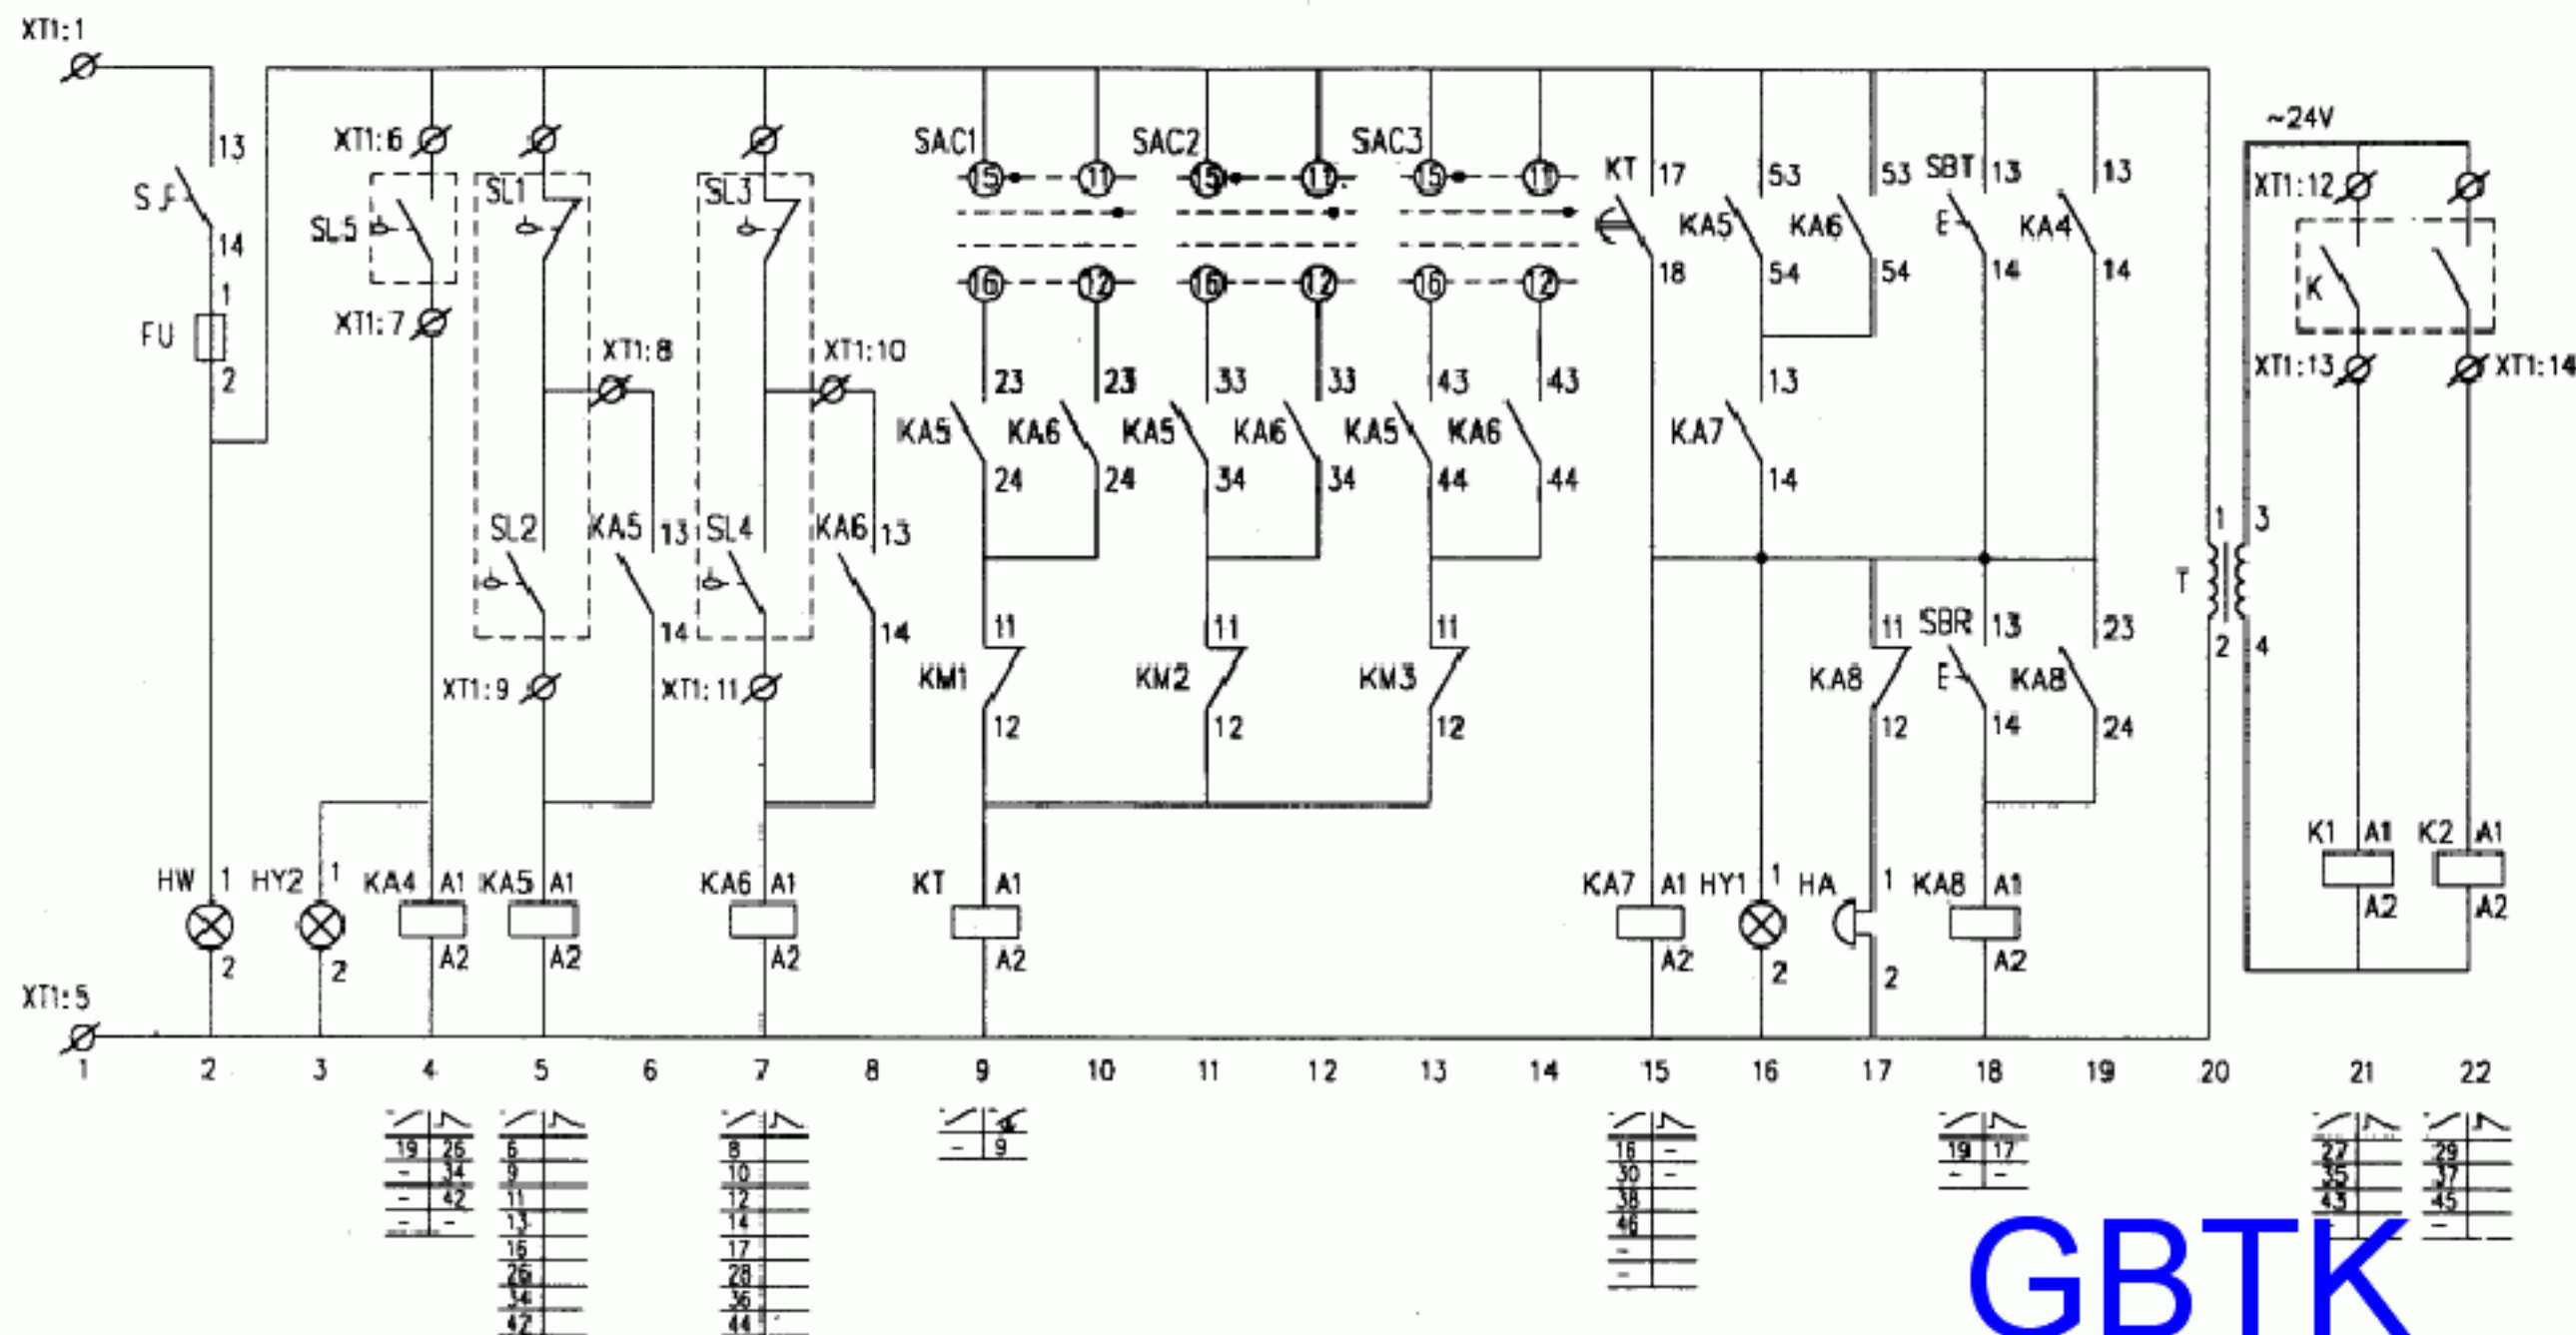 XT1:1
~24V
13
XT1:6
SAC1
SAC2
SAC3
KT 17
53
53
SBT 13
13
XT1:12
S
SL1
SL3
15
11
15
11
15
11
SL5
KA5
KA6
E
KA4
14
18
54
54
14
14
16
12
16
12
16
12
K
1
FU
XT1:7
XT1:8
XT1:10
2
23
23
33
33
43
43
13
XT1:13
XT1:14
KA5
KA6
KA5
KA6
KA5
KA6
KA7
24
24
34
34
44
44
14
SL2
KA5 13
SL4
KA6 13
1
3
T
14
14
11
11
11
11
SBR 13
23
2
4
XT1:9
XT1:11
KM1
KM2
KM3
KA8
E
KA8
12
12
12
12
14
24
K1 A1
K2 A1
HW 1
HY2 1
KA4 A1
KA5 A1
KA6 A1
KT A1
KA7 A1
HY1 1
HA 1
KA8 A1
A2
A2
2
2
A2
A2
A2
A2
A2
2
2
A2
XT1:5
1 2 3 4 5 6 7 8 9 10 11 12 13 14 15 16 17 18 19 20 21 22
19 26
- 34
- 42
- -
6
9
11
13
16
26
34
42
8
10
12
14
17
28
36
44
- 9
16 -
30 -
38
46
-
-
19 17
- -
27
35
43
-
29
37
45
-
GBTK